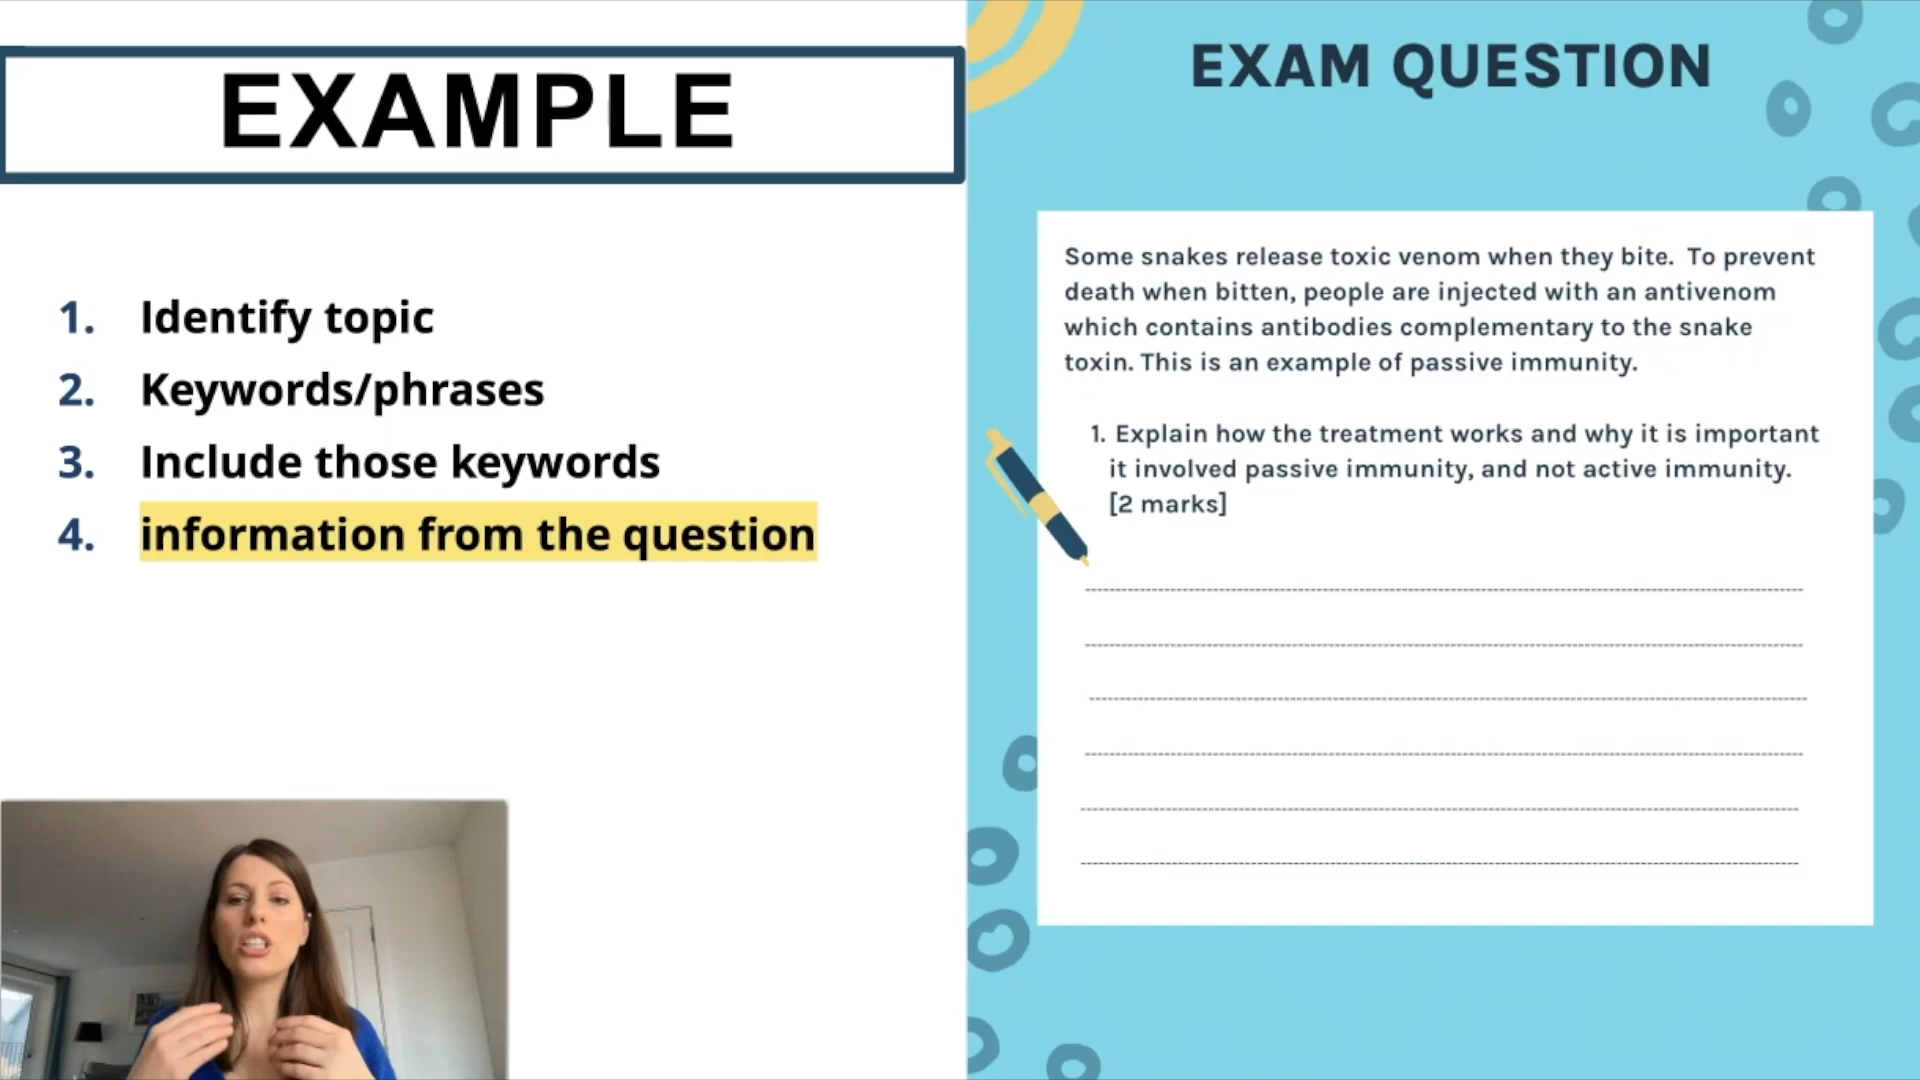 EXAMPLE
1. Identify topic
2. Keywords/phrases
3. Include those keywords
4. information from the question
EXAM QUESTION
Some snakes release toxic venom when they bite. To prevent
death when bitten, people are injected with an antivenom
which contains antibodies complementary to the snake
toxin. This is an example of passive immunity.
1. Explain how the treatment works and why it is important
it involved passive immunity, and not active immunity.
[2 marks]